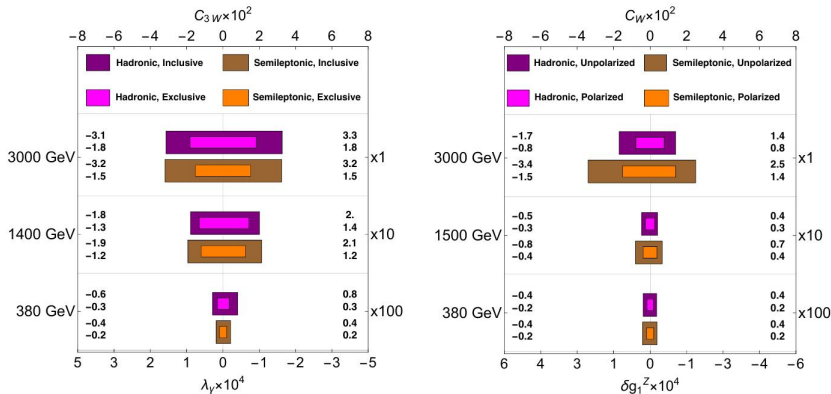 C3W×10²
−8 −6 −4 −2 0 2 4 6 8
Hadronic, Inclusive Semileptonic, Inclusive
Hadronic, Exclusive Semileptonic, Exclusive
−3.1 3.3
−1.8 1.8
3000 GeV x1
−3.2 3.2
−1.5 1.5
−1.8 2.
−1.3 1.4
1400 GeV x10
−1.9 2.1
−1.2 1.2
−0.6 0.8
−0.3 0.3
380 GeV x100
−0.4 0.4
−0.2 0.2
5 4 3 2 1 0 −1 −2 −3 −4 −5
λγ×10⁴
CW×10²
−8 −6 −4 −2 0 2 4 6 8
Hadronic, Unpolarized Semileptonic, Unpolarized
Hadronic, Polarized Semileptonic, Polarized
−1.7 1.4
−0.8 0.8
3000 GeV x1
−3.4 2.5
−1.5 1.4
−0.5 0.4
−0.3 0.3
1500 GeV x10
−0.8 0.7
−0.4 0.4
−0.4 0.4
−0.2 0.2
380 GeV x100
−0.4 0.4
−0.2 0.2
6 4 2 0 −2 −4 −6
δg₁ᶻ×10⁴